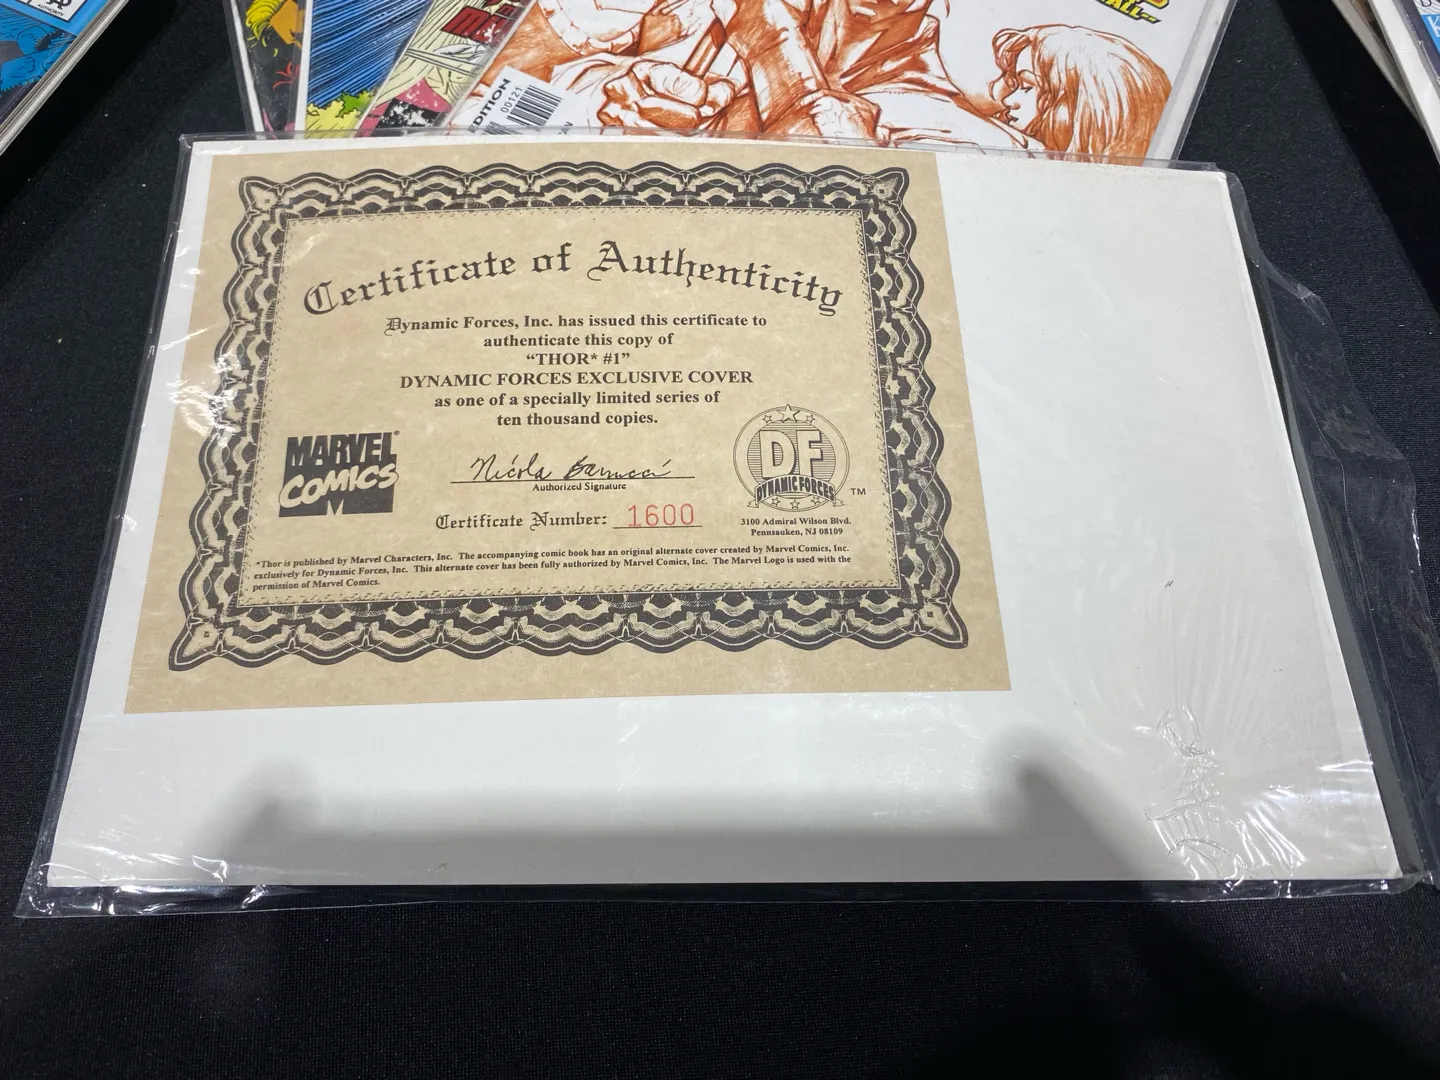 EDITION
00121
Certificate of Authenticity
Dynamic Forces, Inc. has issued this certificate to
authenticate this copy of
“THOR* #1”
DYNAMIC FORCES EXCLUSIVE COVER
as one of a specially limited series of
ten thousand copies.
MARVEL®
COMICS
Nicola Barrucci
Authorized Signature
Certificate Number: 1600
DF
DYNAMIC FORCES
TM
3100 Admiral Wilson Blvd.
Pennsauken, NJ 08109
*Thor is published by Marvel Characters, Inc. The accompanying comic book has an original alternate cover created by Marvel Comics, Inc.
exclusively for Dynamic Forces, Inc. This alternate cover has been fully authorized by Marvel Comics, Inc. The Marvel Logo is used with the
permission of Marvel Comics.